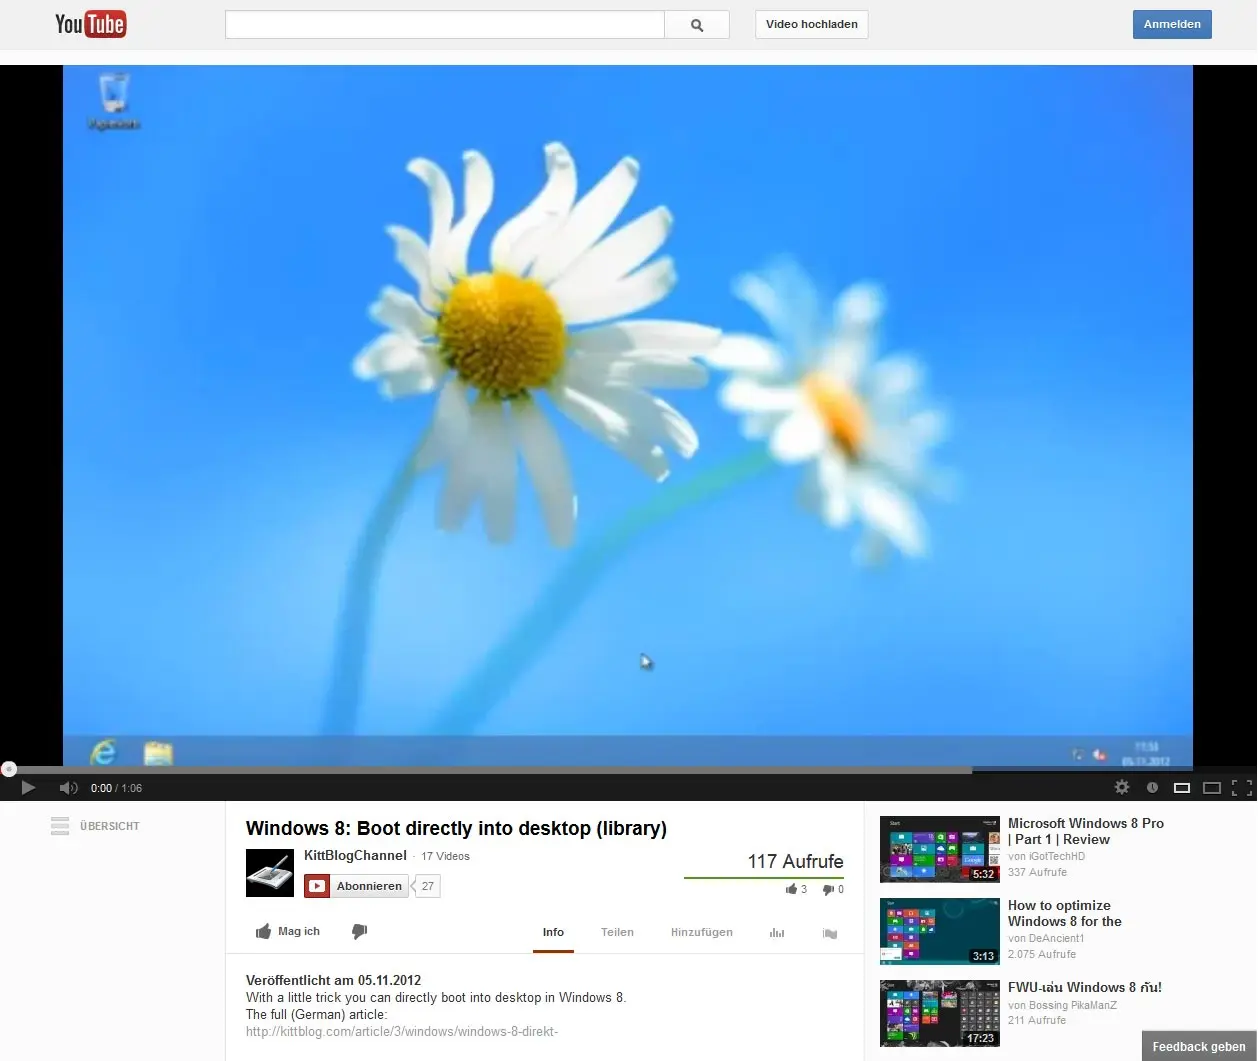 YouTube
Video hochladen
Anmelden
0:00 / 1:06
ÜBERSICHT
Windows 8: Boot directly into desktop (library)
KittBlogChannel · 17 Videos
Abonnieren 27
117 Aufrufe
3 0
Mag ich
Info Teilen Hinzufügen
Veröffentlicht am 05.11.2012
With a little trick you can directly boot into desktop in Windows 8.
The full (German) article:
http://kittblog.com/article/3/windows/windows-8-direkt-
5:32
Microsoft Windows 8 Pro
| Part 1 | Review
von iGotTechHD
337 Aufrufe
3:13
How to optimize
Windows 8 for the
von DeAncient1
2.075 Aufrufe
17:23
FWU-เล่น Windows 8 กัน!
von Bossing PikaManZ
211 Aufrufe
Feedback geben